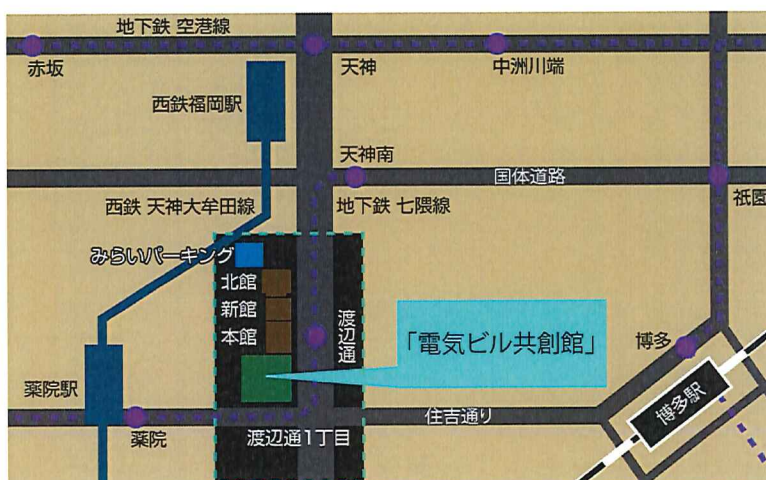 地下鉄 空港線
赤坂
天神
中洲川端
西鉄福岡駅
天神南
国体道路
祇園
西鉄 天神大牟田線
地下鉄 七隈線
みらいパーキング
北館
新館
本館
渡辺通
「電気ビル共創館」
博多
博多駅
薬院駅
薬院
渡辺通1丁目
住吉通り